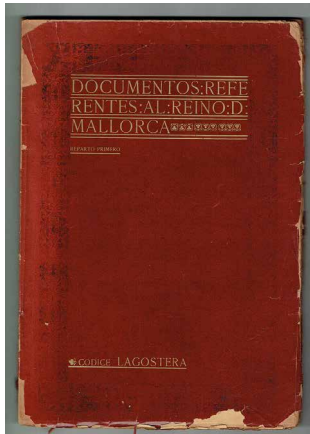 DOCUMENTOS:REFE
RENTES:AL:REINO:D
MALLORCA
REPARTO PRIMERO
CODICE LAGOSTERA